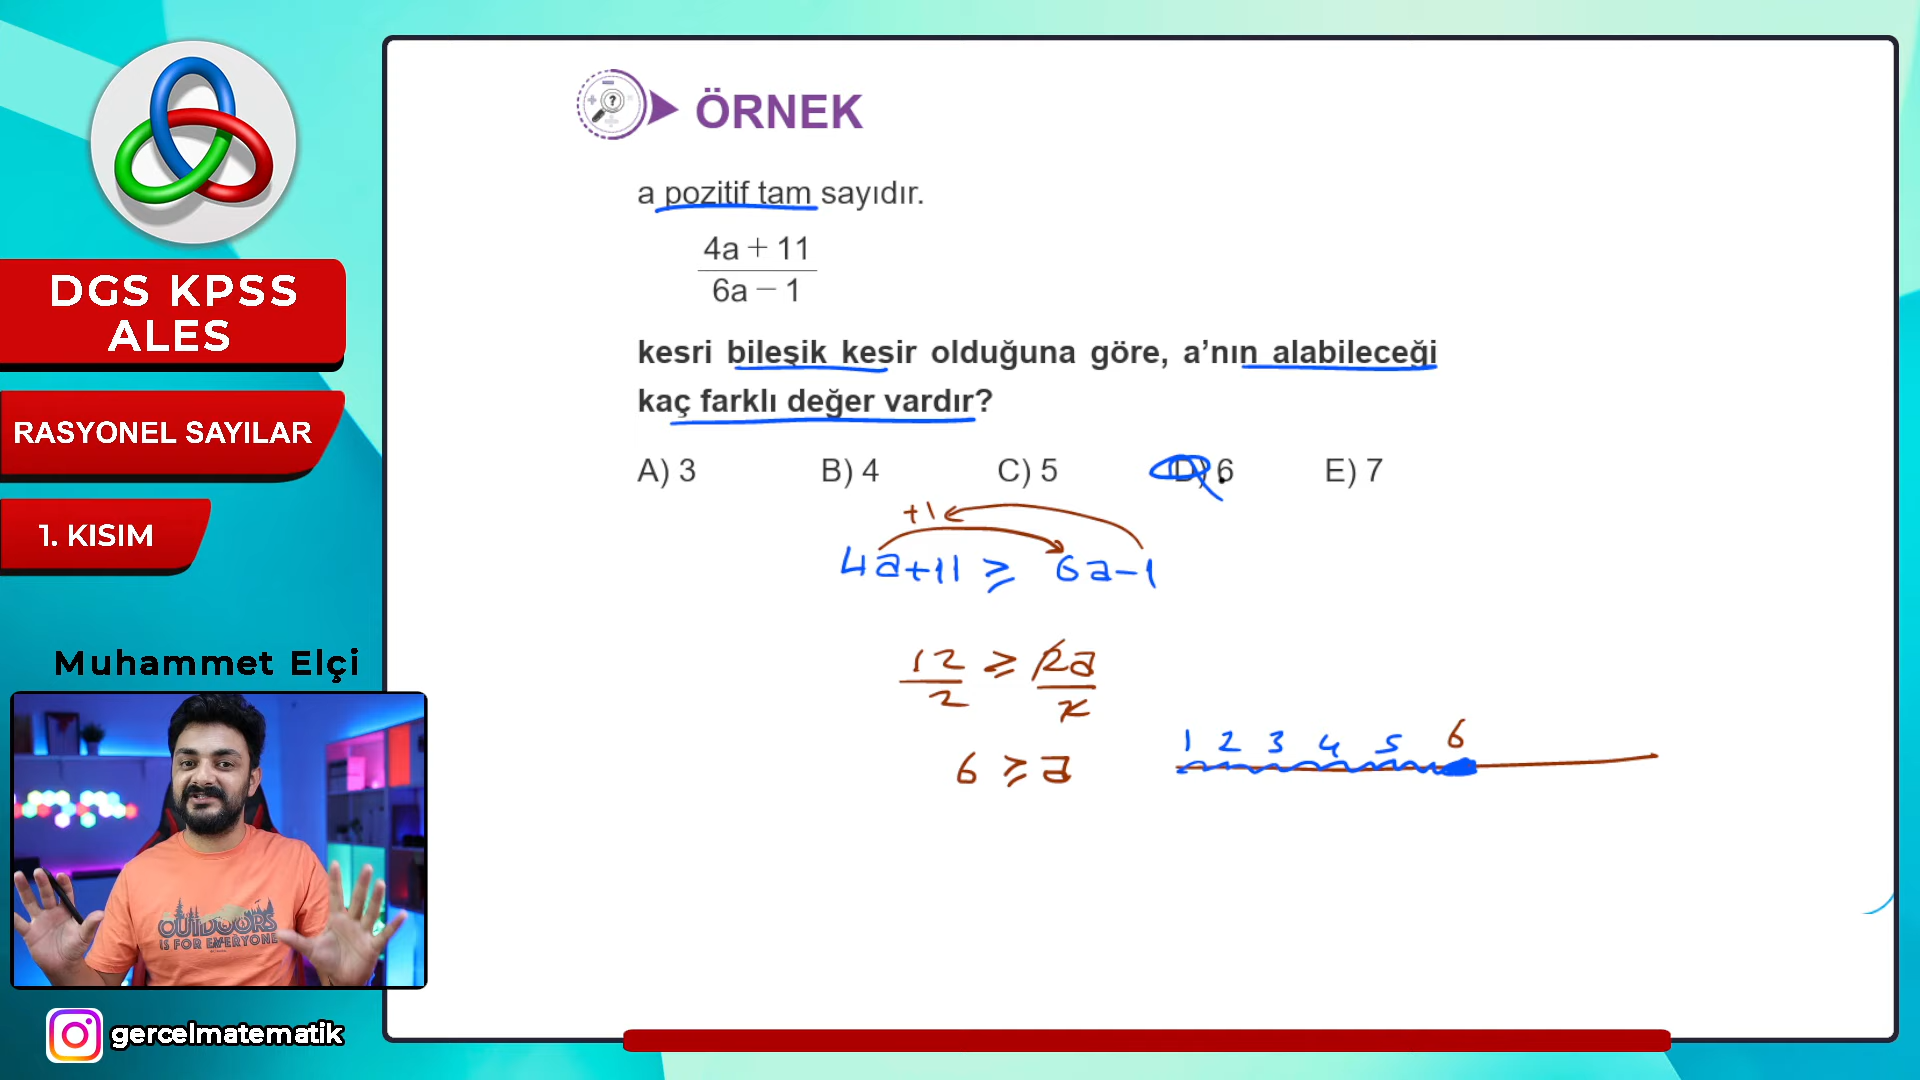 DGS KPSS
ALES
RASYONEL SAYILAR
1. KISIM
Muhammet Elçi
OUTDOORS
IS FOR EVERYONE
gercelmatematik
?
ÖRNEK
a pozitif tam sayıdır.
4a + 11
6a − 1
kesri bileşik kesir olduğuna göre, a’nın alabileceği
kaç farklı değer vardır?
A) 3 B) 4 C) 5 D) 6 E) 7
+1
4a+11 ≥ 6a-1
12 ≥ 2a
2 2
6 ≥ a
1 2 3 4 5 6